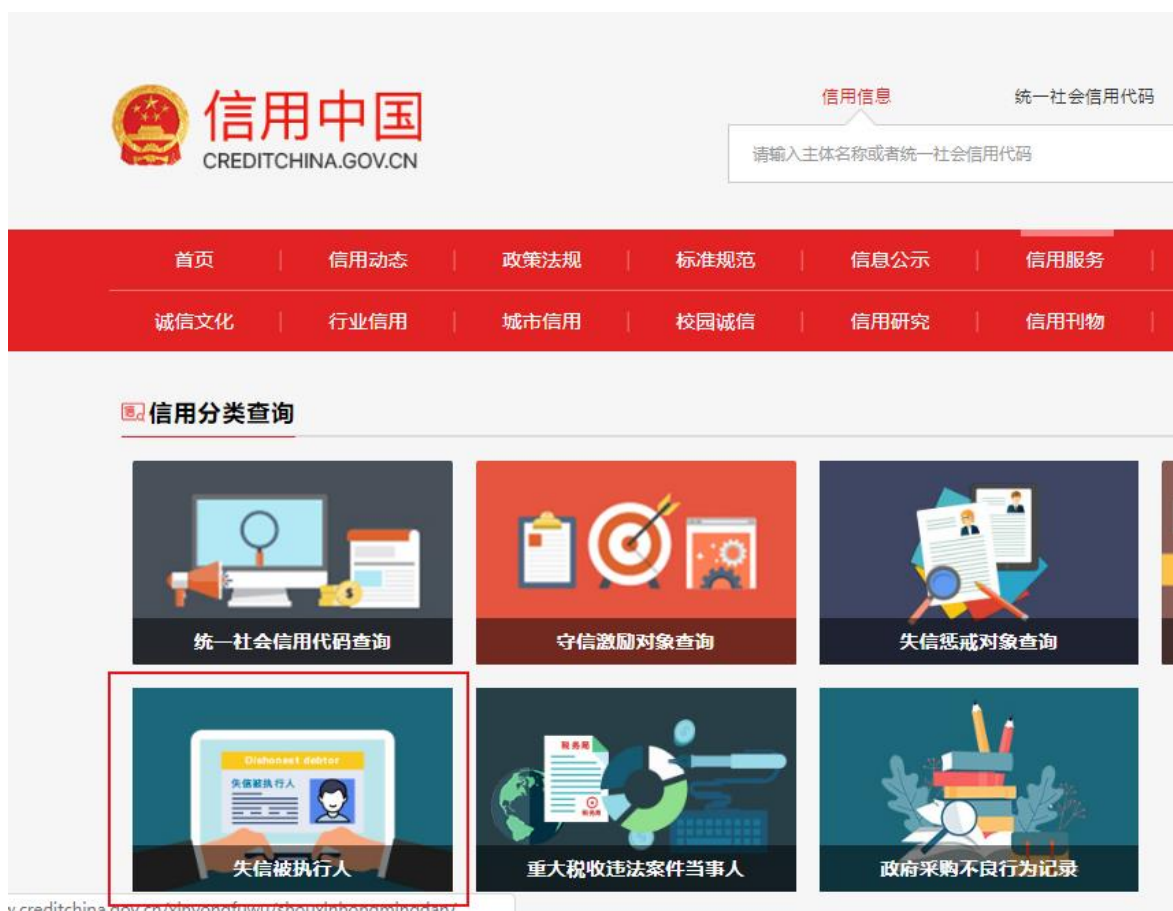 信用中国
CREDITCHINA.GOV.CN
信用信息
统一社会信用代码
请输入主体名称或者统一社会信用代码
首页
信用动态
政策法规
标准规范
信息公示
信用服务
诚信文化
行业信用
城市信用
校园诚信
信用研究
信用刊物
信用分类查询
统一社会信用代码查询
守信激励对象查询
失信惩戒对象查询
Dishonest debtor
失信被执行人
税务局
失信被执行人
重大税收违法案件当事人
政府采购不良行为记录
creditchina.gov.cn/xinyongfuwu/shouxinhongmingdan/